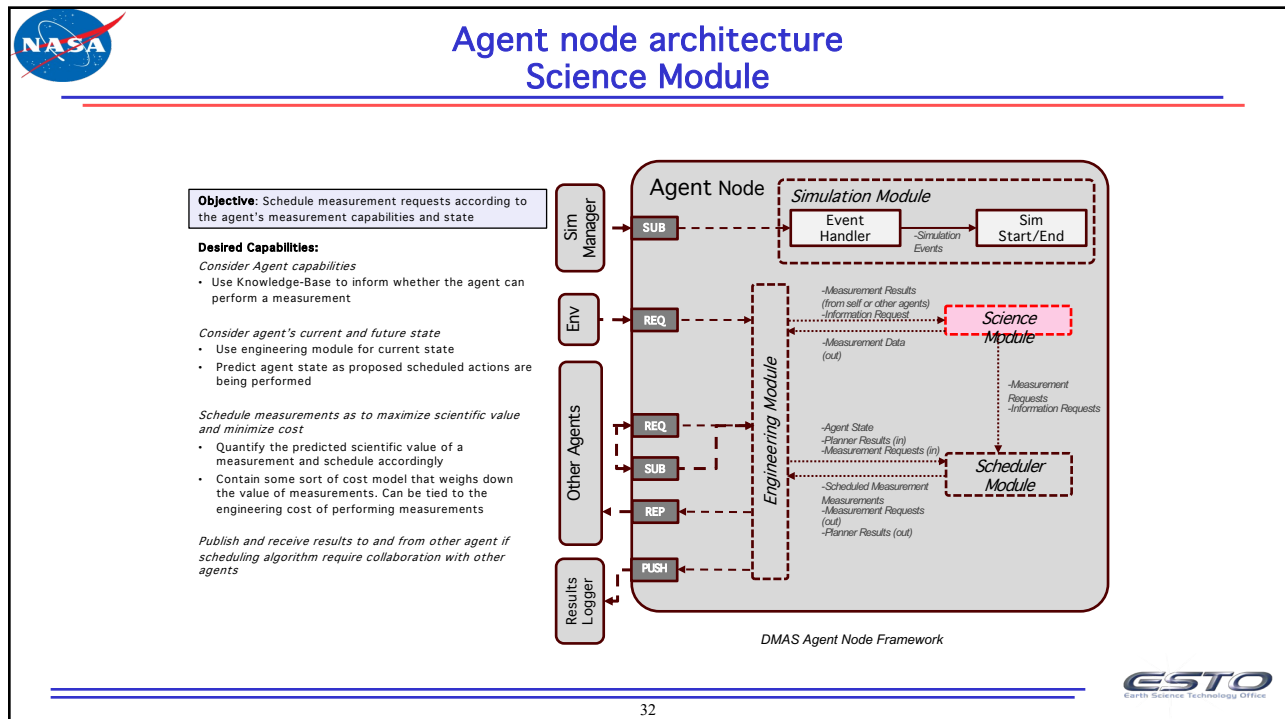 NASA
Agent node architecture
Science Module
Objective: Schedule measurement requests according to
the agent's measurement capabilities and state
Desired Capabilities:
Consider Agent capabilities
• Use Knowledge-Base to inform whether the agent can
perform a measurement
Consider agent's current and future state
• Use engineering module for current state
• Predict agent state as proposed scheduled actions are
being performed
Schedule measurements as to maximize scientific value
and minimize cost
• Quantify the predicted scientific value of a
measurement and schedule accordingly
• Contain some sort of cost model that weighs down
the value of measurements. Can be tied to the
engineering cost of performing measurements
Publish and receive results to and from other agent if
scheduling algorithm require collaboration with other
agents
Sim
Manager
Env
Other Agents
Results
Logger
Agent Node
SUB
REQ
REQ
SUB
REP
PUSH
Simulation Module
Event
Handler
-Simulation
Events
Sim
Start/End
Engineering Module
-Measurement Results
(from self or other agents)
-Information Request
-Measurement Data
(out)
Science
Module
-Measurement
Requests
-Information Requests
-Agent State
-Planner Results (in)
-Measurement Requests (in)
-Scheduled Measurement
Measurements
-Measurement Requests
(out)
-Planner Results (out)
Scheduler
Module
DMAS Agent Node Framework
ESTO
Earth Science Technology Office
32